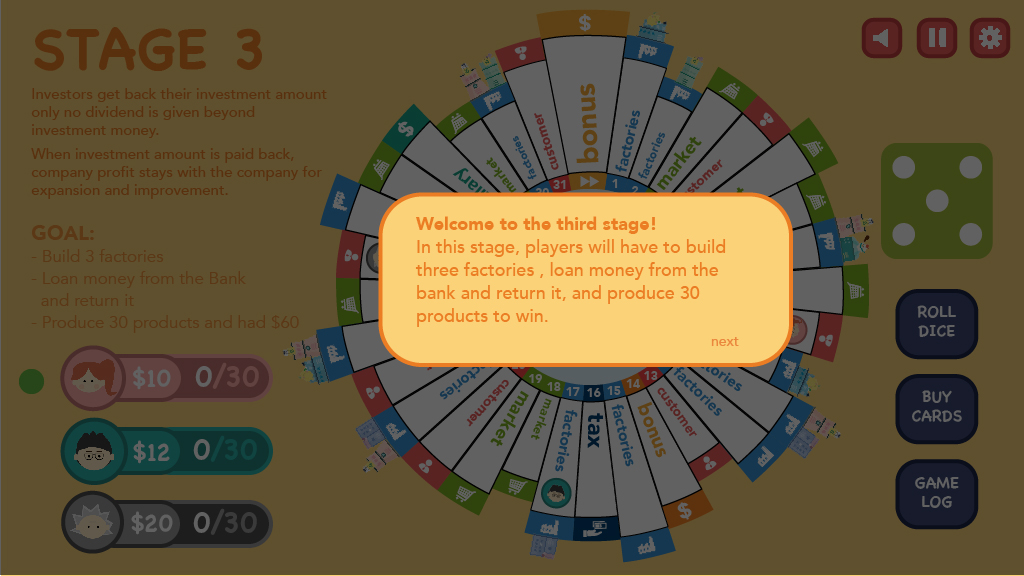 STAGE 3
Investors get back their investment amount
only no dividend is given beyond
investment money.
When investment amount is paid back,
company profit stays with the company for
expansion and improvement.
GOAL:
- Build 3 factories
- Loan money from the Bank
and return it
- Produce 30 products and had $60
$10 0/30
$12 0/30
$20 0/30
Welcome to the third stage!
In this stage, players will have to build
three factories , loan money from the
bank and return it, and produce 30
products to win.
next
$
bonus
factories
factories
market
customer
factories
market
$
31
1
2
ROLL
DICE
BUY
CARDS
GAME
LOG
19
18
17
16
15
14
13
customer
market
market
factories
tax
factories
bonus
customer
factories
$